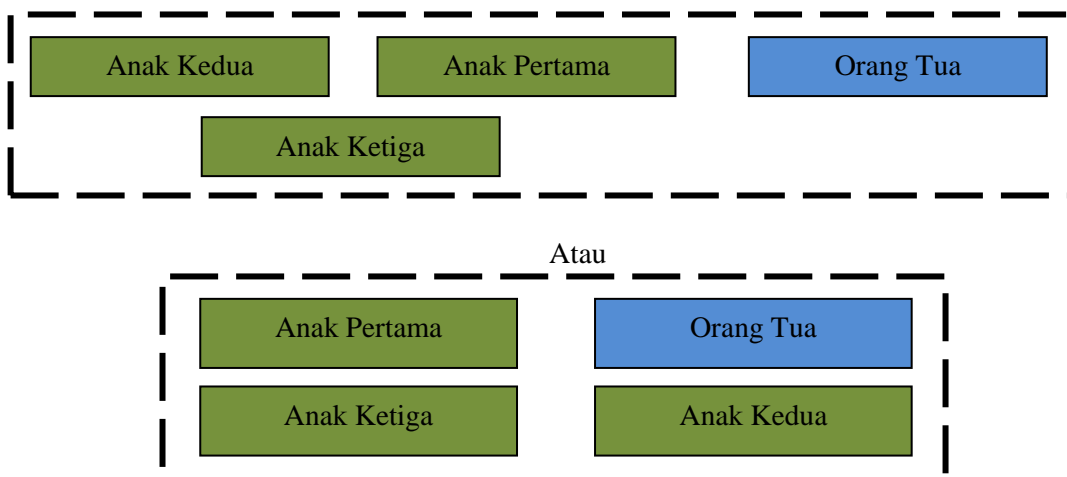 Anak Kedua Anak Pertama Orang Tua
Anak Ketiga
Atau
Anak Pertama Orang Tua
Anak Ketiga Anak Kedua